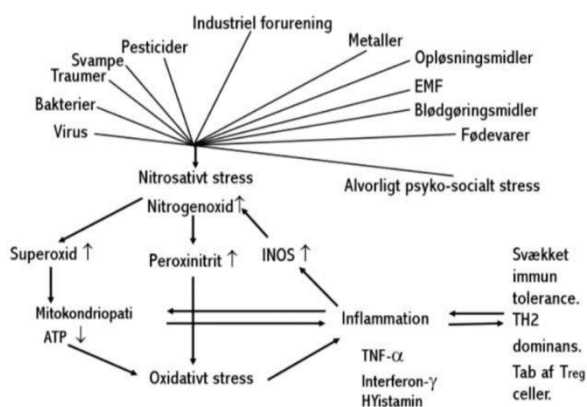 Industriel forurening
Pesticider
Svampe
Traumer
Bakterier
Virus
Metaller
Opløsningsmidler
EMF
Blødgøringsmidler
Fødevarer
Alvorligt psyko-socialt stress
Nitrosativt stress
Nitrogenoxid ↑
Superoxid ↑
Peroxinitrit ↑
INOS ↑
Mitokondriopati
ATP ↓
Oxidativt stress
Inflammation
TNF-α
Interferon-γ
HYistamin
Svækket
immun
tolerance.
TH2
dominans.
Tab af Treg
celler.